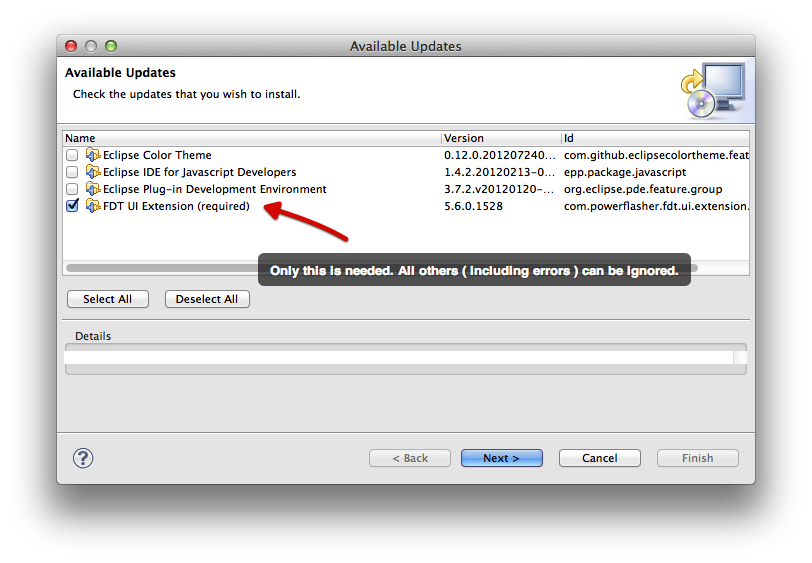 Available Updates
Available Updates
Check the updates that you wish to install.
Name Version Id
Eclipse Color Theme 0.12.0.201207240... com.github.eclipsecolortheme.feat
Eclipse IDE for Javascript Developers 1.4.2.20120213-0... epp.package.javascript
Eclipse Plug-in Development Environment 3.7.2.v20120120-... org.eclipse.pde.feature.group
FDT UI Extension (required) 5.6.0.1528 com.powerflasher.fdt.ui.extension.
Only this is needed. All others ( including errors ) can be ignored.
Select All Deselect All
Details
? < Back Next > Cancel Finish